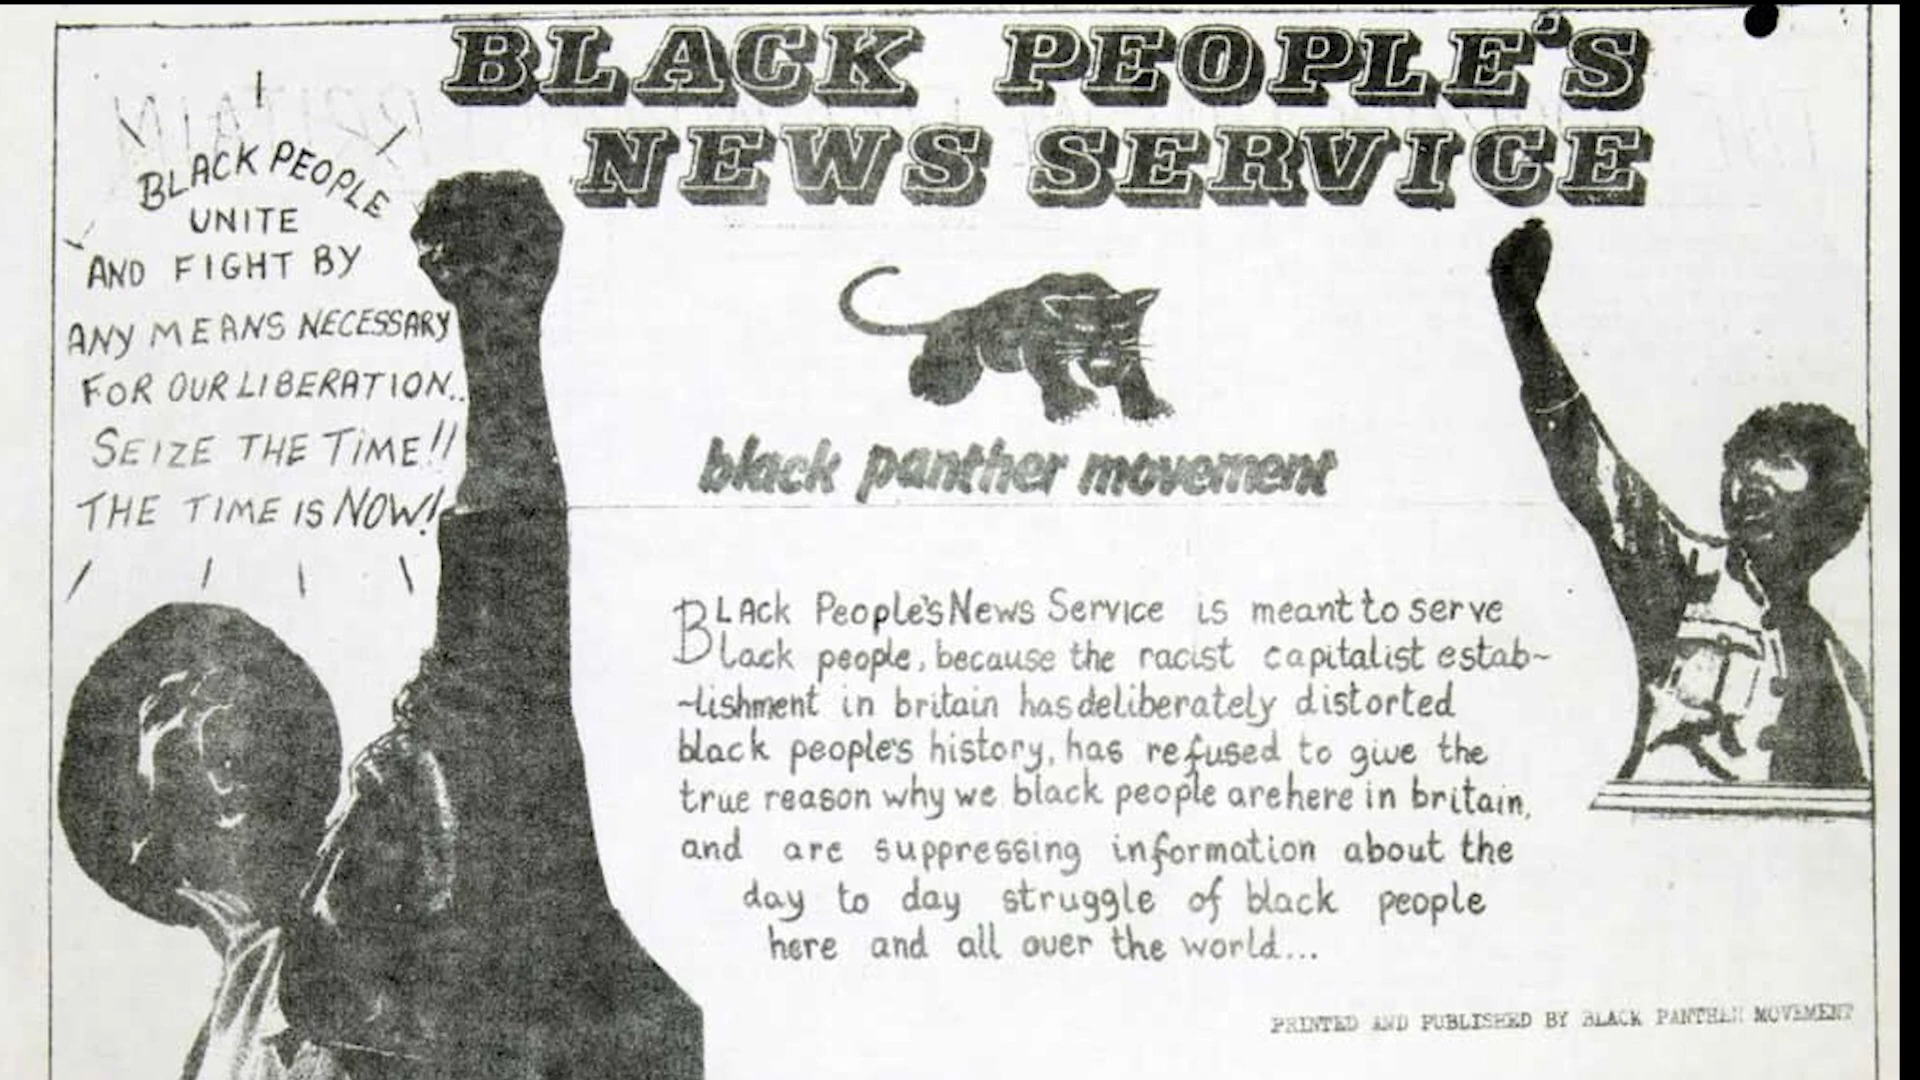 BLACK PEOPLE'S
NEWS SERVICE
BLACK PEOPLE
UNITE
AND FIGHT BY
ANY MEANS NECESSARY
FOR OUR LIBERATION..
SEIZE THE TIME!!
THE TIME IS NOW!
black panther movement
BLAck People's News Service is meant to serve
black people, because the racist capitalist estab~
~lishment in britain has deliberately distorted
black people's history, has refused to give the
true reason why we black people are here in britain,
and are suppressing information about the
day to day struggle of black people
here and all over the world...
PRINTED AND PUBLISHED BY BLACK PANTHER MOVEMENT